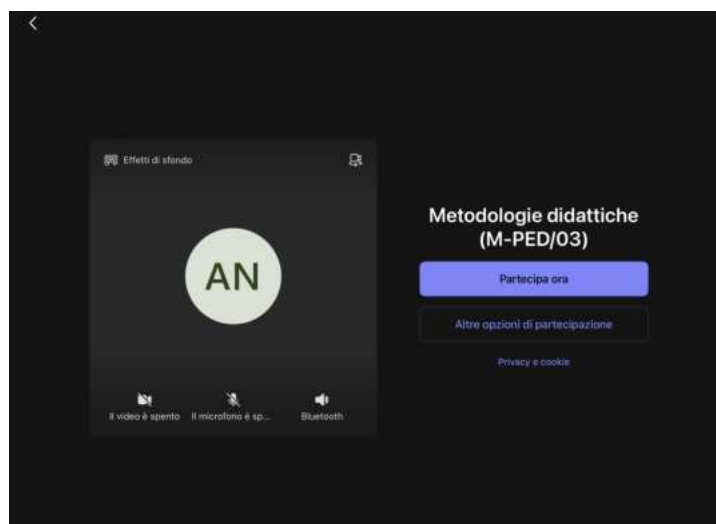 Effetti di sfondo
AN
Il video è spento
Il microfono è sp...
Bluetooth
Metodologie didattiche
(M-PED/03)
Partecipa ora
Altre opzioni di partecipazione
Privacy e cookie